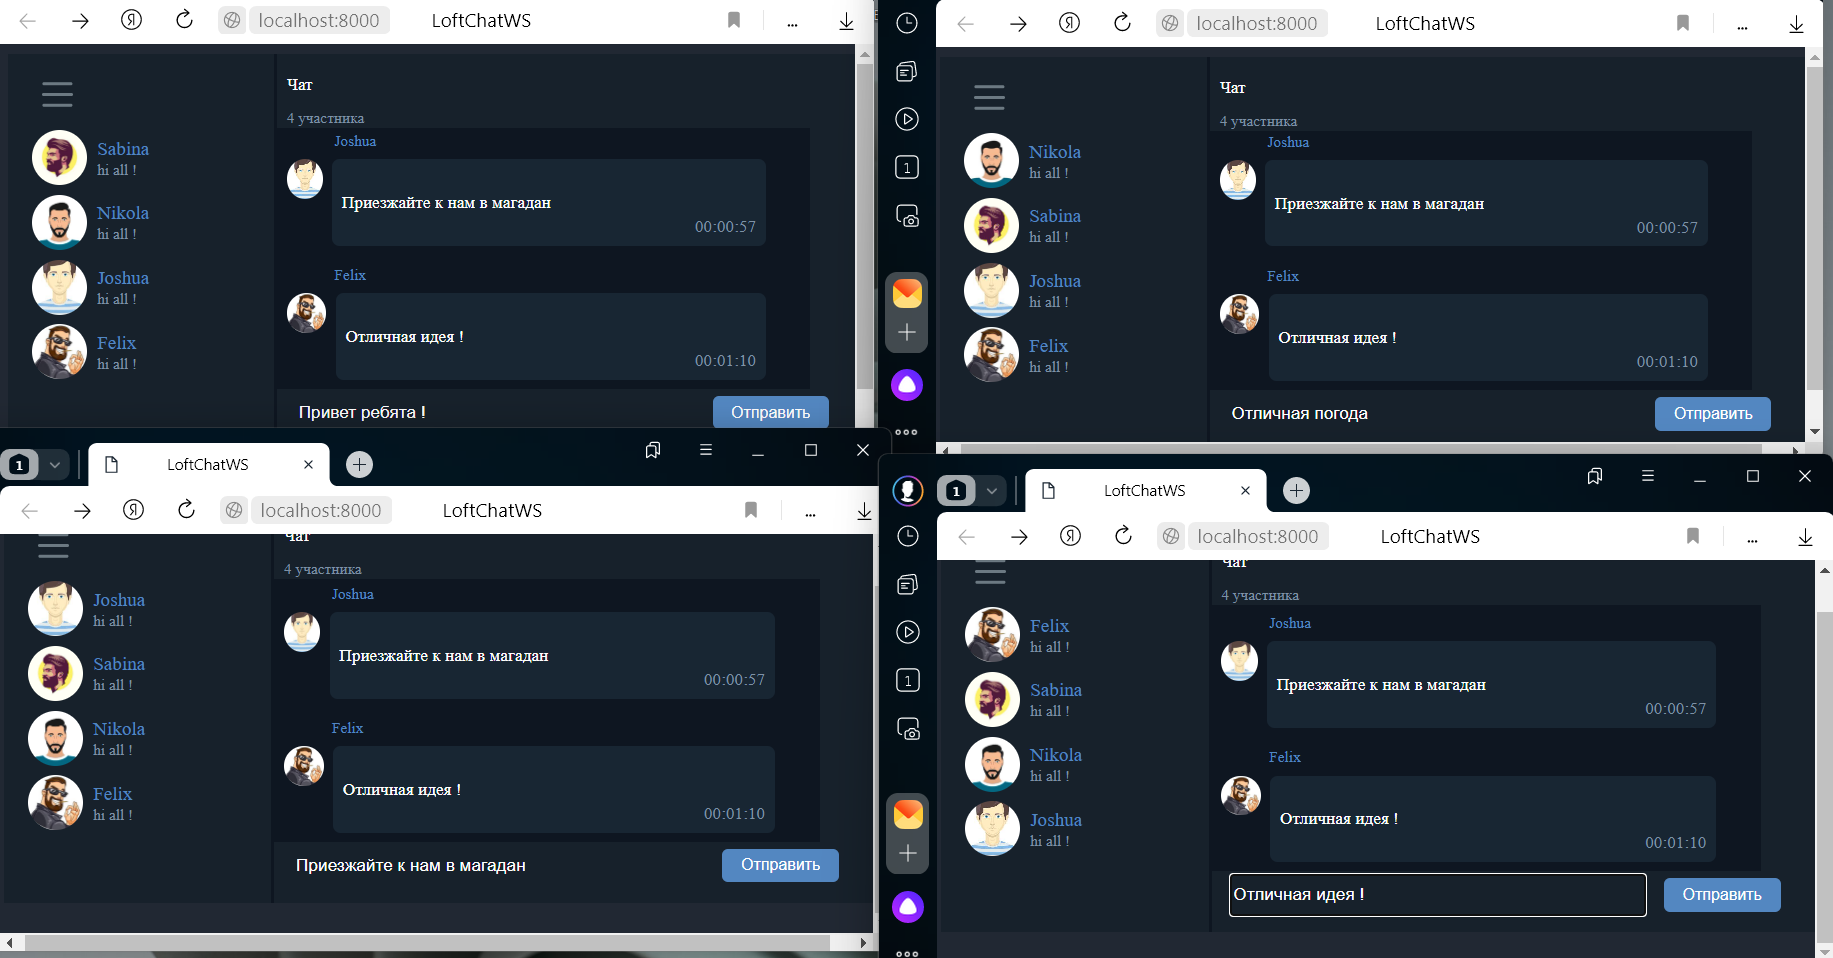 localhost:8000 LoftChatWS ...
Чат
4 участника
Sabina
hi all !
Nikola
hi all !
Joshua
hi all !
Felix
hi all !
Joshua
Приезжайте к нам в магадан
00:00:57
Felix
Отличная идея !
00:01:10
Привет ребята !
Отправить
localhost:8000 LoftChatWS ...
1
Чат
4 участника
Nikola
hi all !
Sabina
hi all !
Joshua
hi all !
Felix
hi all !
Joshua
Приезжайте к нам в магадан
00:00:57
Felix
Отличная идея !
00:01:10
Отличная погода
Отправить
1 LoftChatWS
localhost:8000 LoftChatWS ...
Чат
4 участника
Joshua
hi all !
Sabina
hi all !
Nikola
hi all !
Felix
hi all !
Joshua
Приезжайте к нам в магадан
00:00:57
Felix
Отличная идея !
00:01:10
Приезжайте к нам в магадан
Отправить
1 LoftChatWS
localhost:8000 LoftChatWS ...
1
Чат
4 участника
Felix
hi all !
Sabina
hi all !
Nikola
hi all !
Joshua
hi all !
Joshua
Приезжайте к нам в магадан
00:00:57
Felix
Отличная идея !
00:01:10
Отличная идея !
Отправить